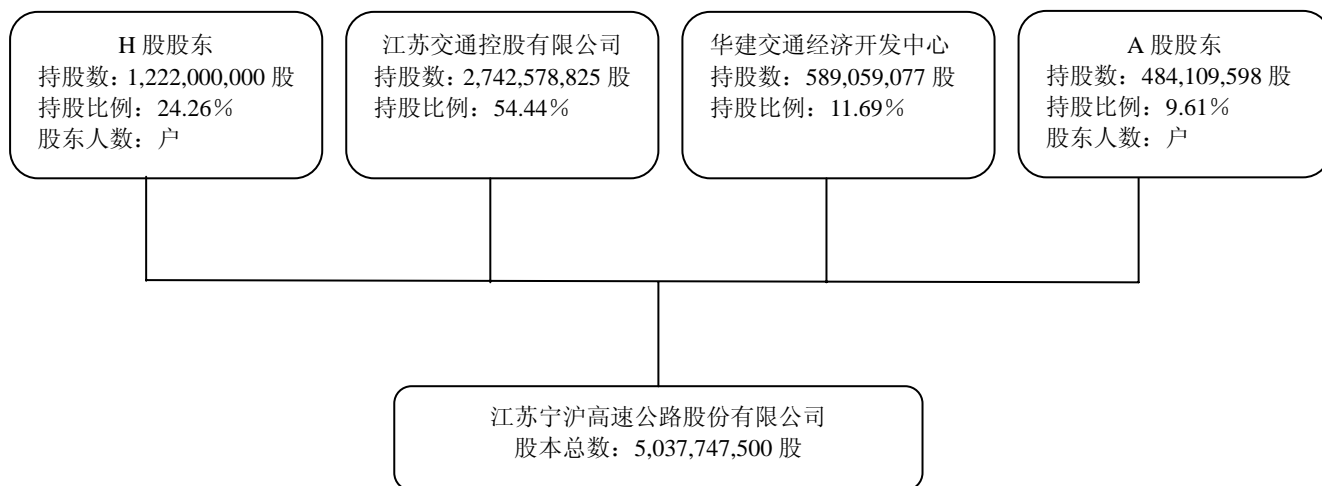 H 股股东
持股数：1,222,000,000 股
持股比例：24.26%
股东人数：户
江苏交通控股有限公司
持股数：2,742,578,825 股
持股比例：54.44%
华建交通经济开发中心
持股数：589,059,077 股
持股比例：11.69%
A 股股东
持股数：484,109,598 股
持股比例：9.61%
股东人数：户
江苏宁沪高速公路股份有限公司
股本总数：5,037,747,500 股